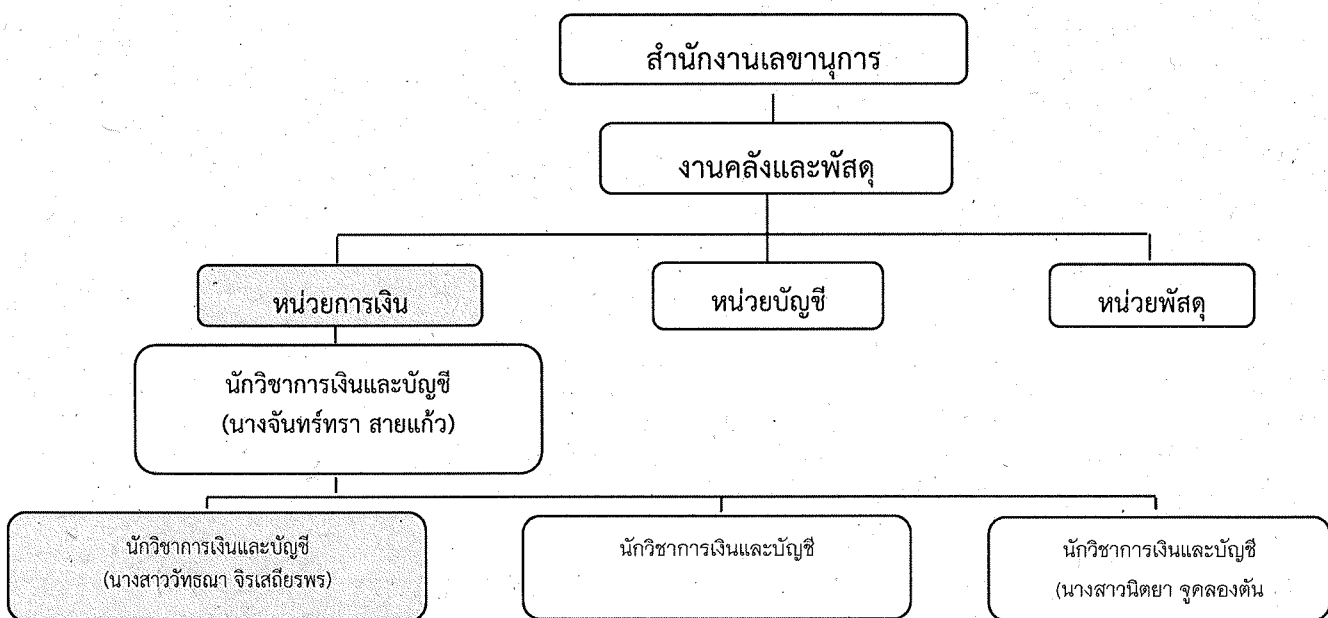 สำนักงานเลขานุการ
งานคลังและพัสดุ
หน่วยการเงิน
หน่วยบัญชี
หน่วยพัสดุ
นักวิชาการเงินและบัญชี
(นางจันทร์ทรา สายแก้ว)
นักวิชาการเงินและบัญชี
(นางสาววัทธณา จิรเสถียรพร)
นักวิชาการเงินและบัญชี
นักวิชาการเงินและบัญชี
(นางสาวนิตยา จูคลองตัน